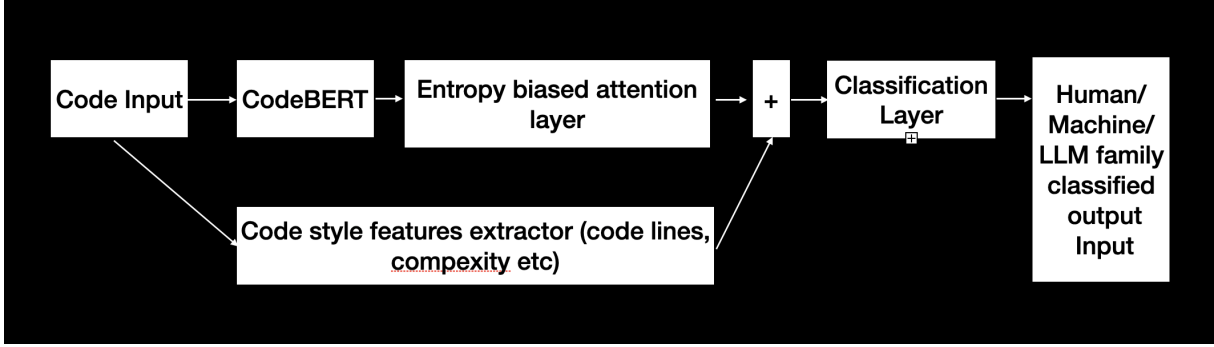 Code Input
CodeBERT
Entropy biased attention
layer
+
Classification
Layer
Human/
Machine/
LLM family
classified
output
Input
Code style features extractor (code lines,
compexity etc)